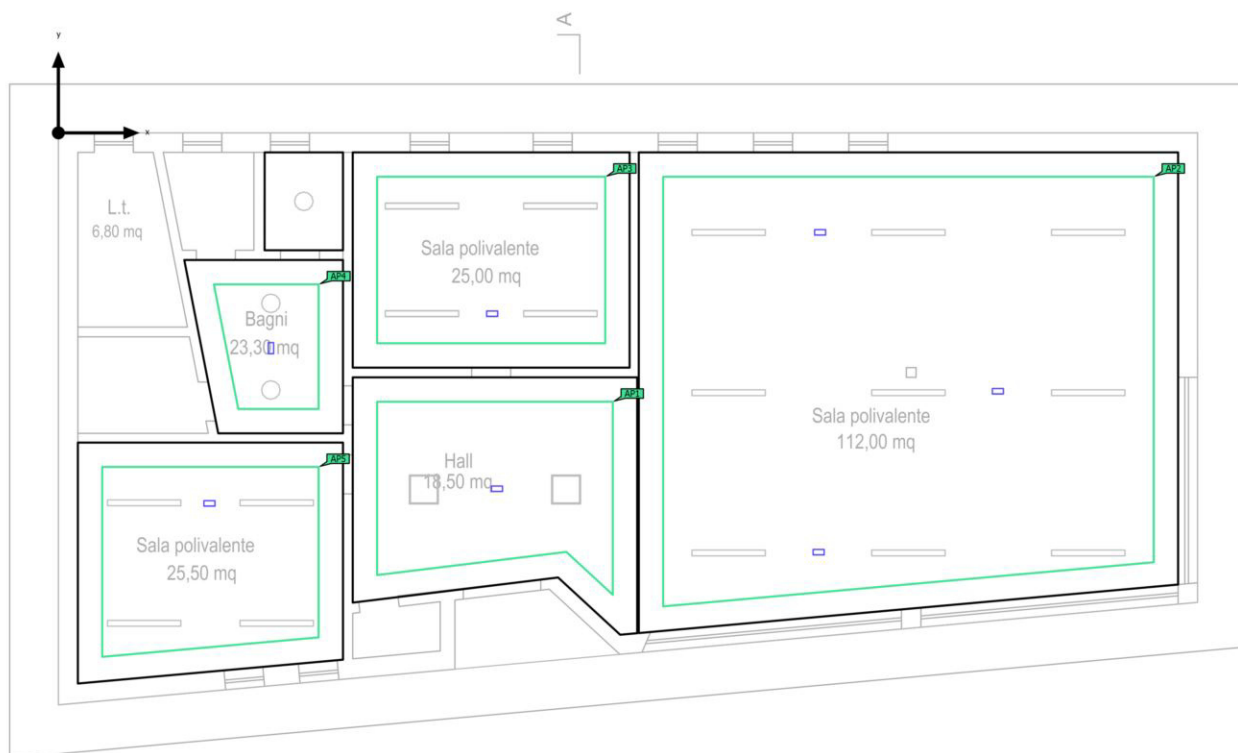 A
y
x
AP3
AP2
L.t.
6,80 mq
Sala polivalente
25,00 mq
AP4
Bagni
23,30 mq
AP1
Sala polivalente
112,00 mq
Hall
18,50 mq
AP5
Sala polivalente
25,50 mq